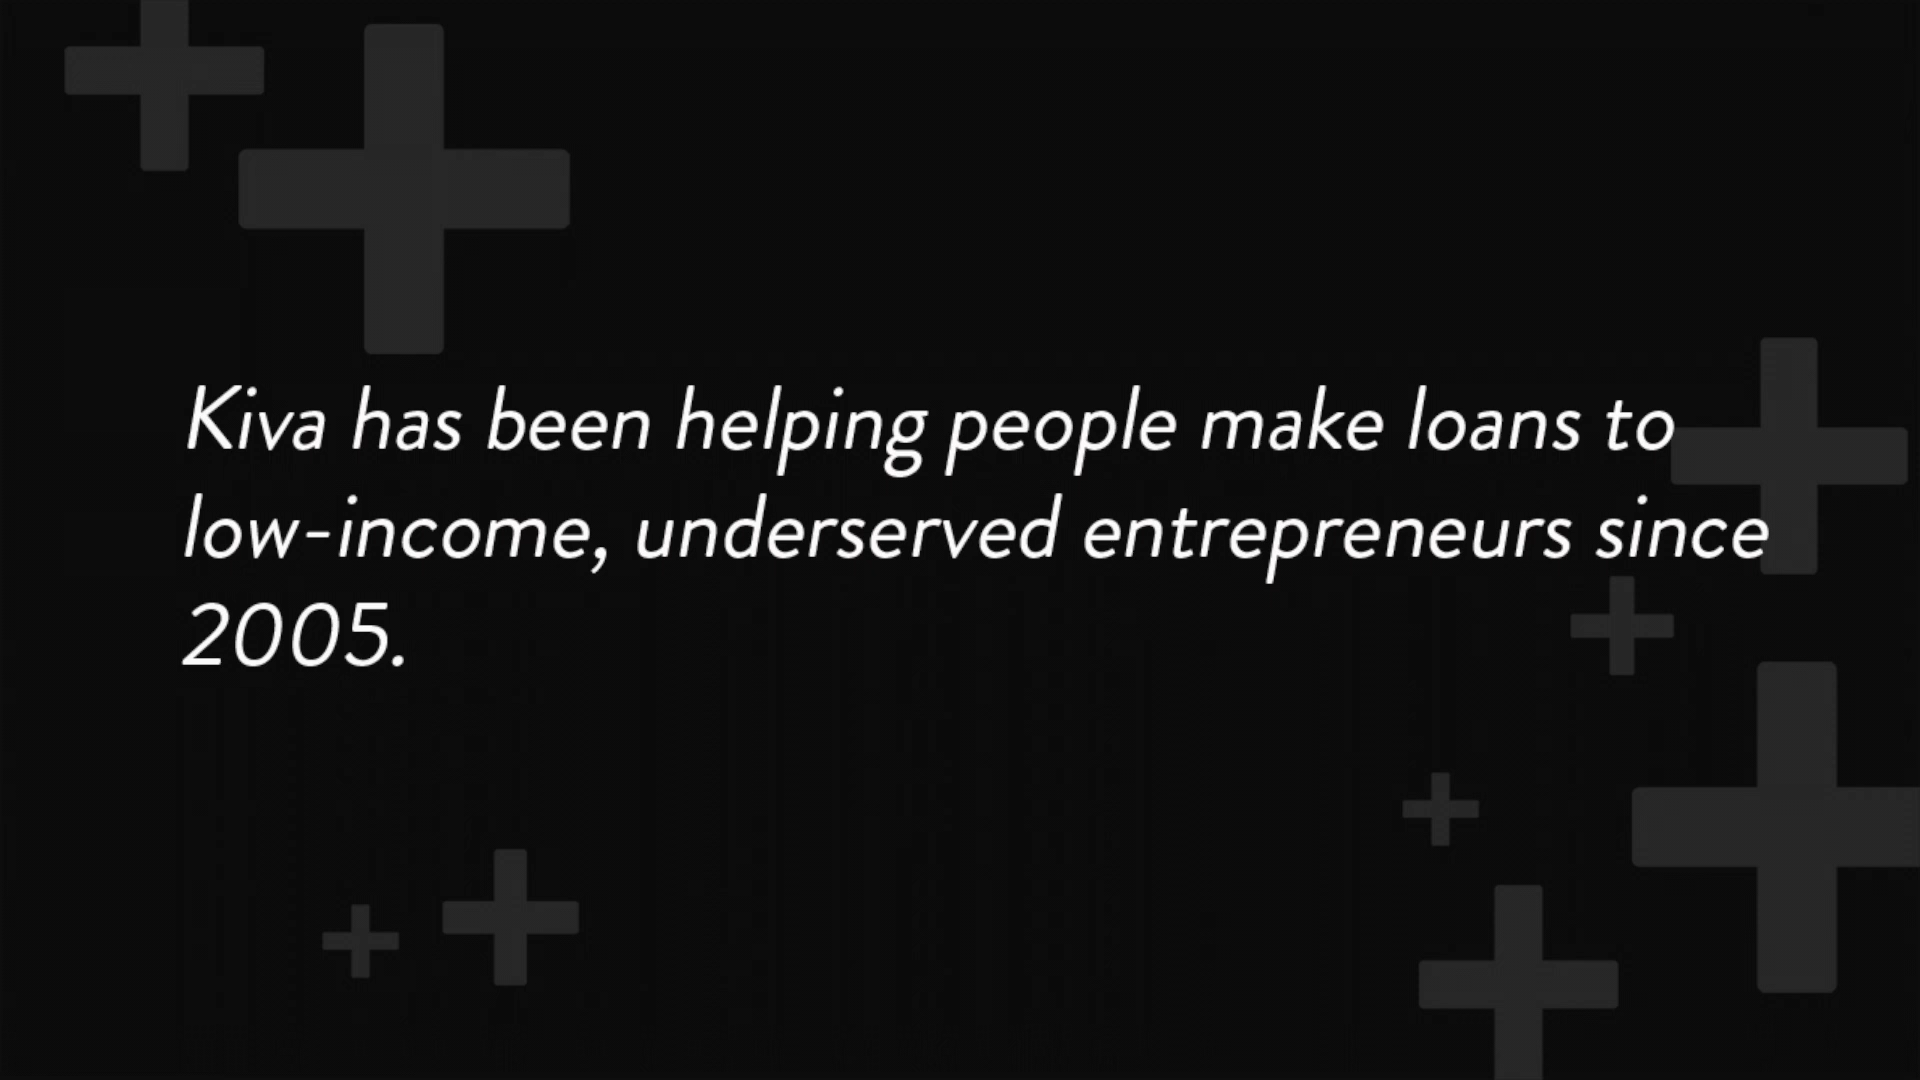 Kiva has been helping people make loans to
low-income, underserved entrepreneurs since
2005.